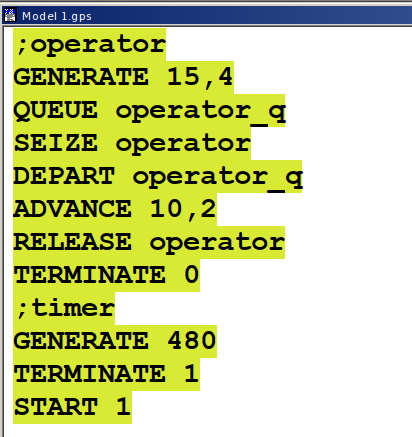 Model 1.gps
;operator
GENERATE 15,4
QUEUE operator_q
SEIZE operator
DEPART operator_q
ADVANCE 10,2
RELEASE operator
TERMINATE 0
;timer
GENERATE 480
TERMINATE 1
START 1